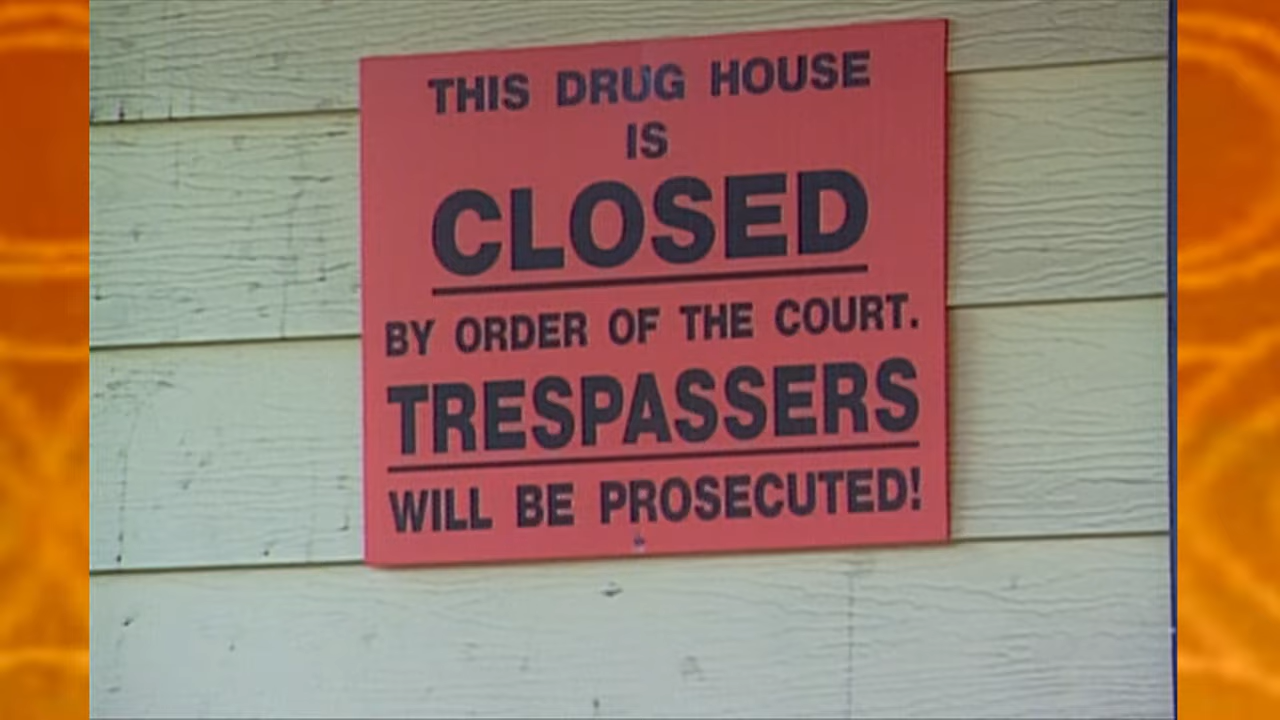 THIS DRUG HOUSE
IS
CLOSED
BY ORDER OF THE COURT.
TRESPASSERS
WILL BE PROSECUTED!